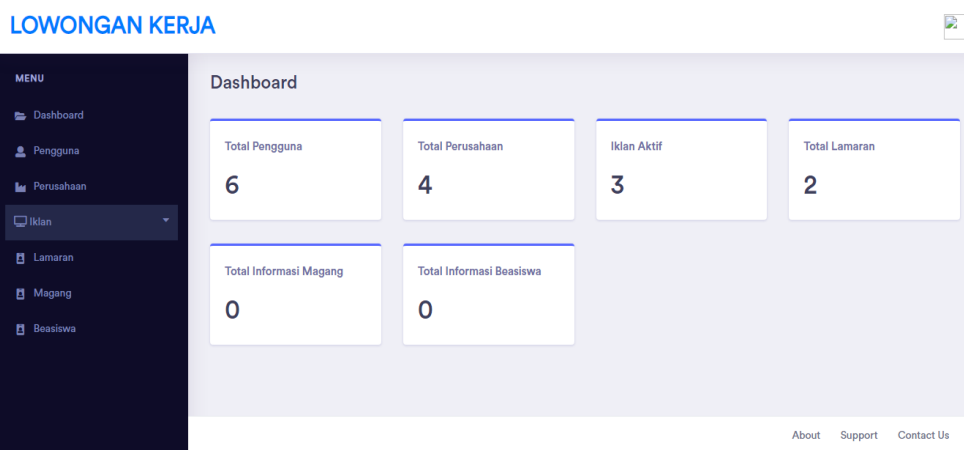 LOWONGAN KERJA
MENU
Dashboard
Pengguna
Perusahaan
Iklan
Lamaran
Magang
Beasiswa
Dashboard
Total Pengguna
6
Total Perusahaan
4
Iklan Aktif
3
Total Lamaran
2
Total Informasi Magang
0
Total Informasi Beasiswa
0
About Support Contact Us